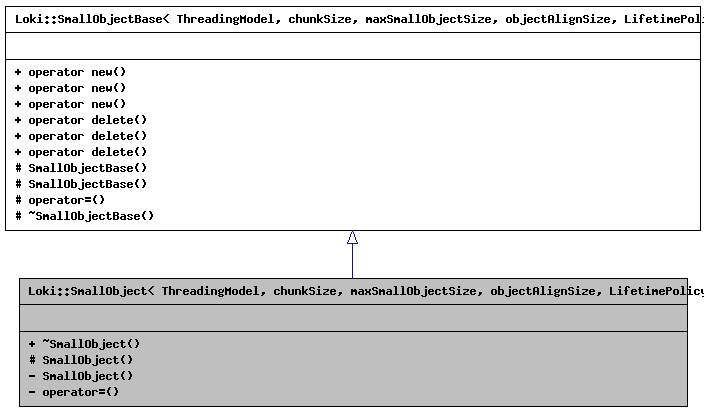 Loki::SmallObjectBase< ThreadingModel, chunkSize, maxSmallObjectSize, objectAlignSize, LifetimePoli
+ operator new()
+ operator new()
+ operator new()
+ operator delete()
+ operator delete()
+ operator delete()
# SmallObjectBase()
# SmallObjectBase()
# operator=()
# ~SmallObjectBase()
Loki::SmallObject< ThreadingModel, chunkSize, maxSmallObjectSize, objectAlignSize, LifetimePolicy
+ ~SmallObject()
# SmallObject()
- SmallObject()
- operator=()